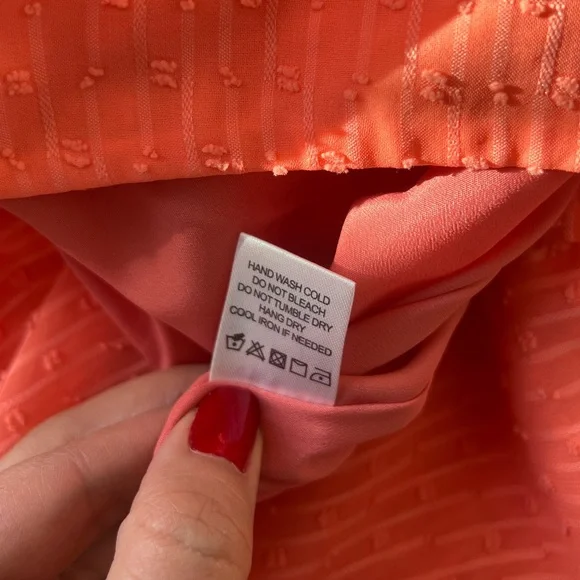 HAND WASH COLD
DO NOT BLEACH
DO NOT TUMBLE DRY
HANG DRY
COOL IRON IF NEEDED